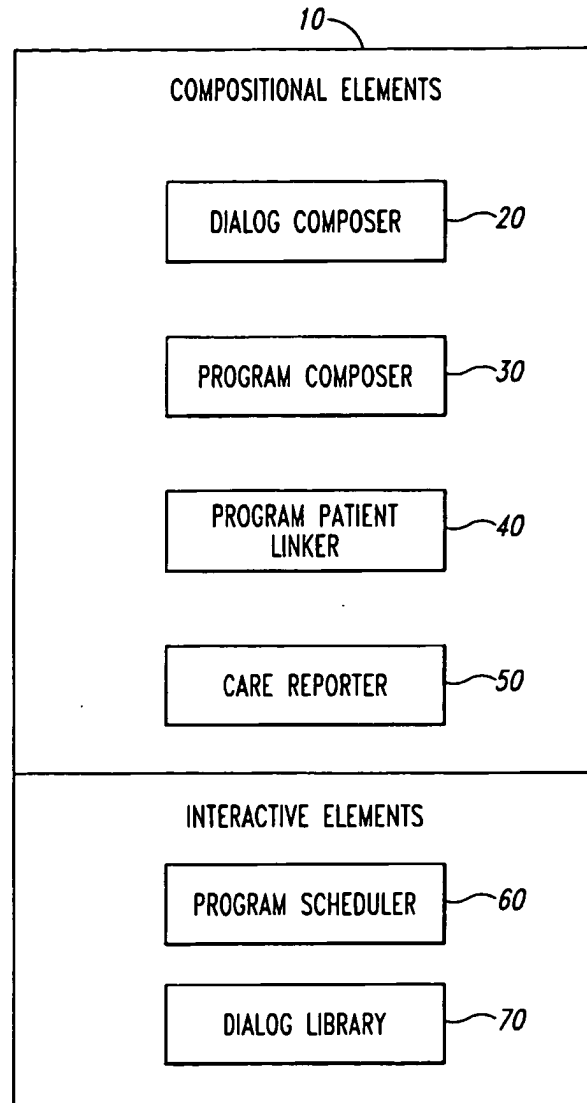 10
COMPOSITIONAL ELEMENTS
DIALOG COMPOSER
20
PROGRAM COMPOSER
30
PROGRAM PATIENT
LINKER
40
CARE REPORTER
50
INTERACTIVE ELEMENTS
PROGRAM SCHEDULER
60
DIALOG LIBRARY
70